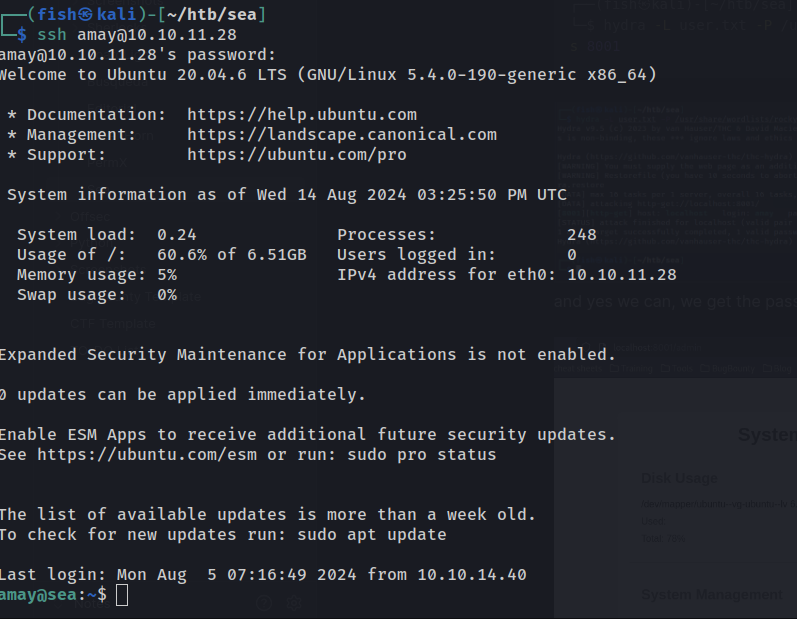 (fish㉿kali)-[~/htb/sea]
$ ssh amay@10.10.11.28
amay@10.10.11.28's password:
Welcome to Ubuntu 20.04.6 LTS (GNU/Linux 5.4.0-190-generic x86_64)
* Documentation:  https://help.ubuntu.com
* Management:     https://landscape.canonical.com
* Support:        https://ubuntu.com/pro
System information as of Wed 14 Aug 2024 03:25:50 PM UTC
System load:  0.24              Processes:             248
Usage of /:   60.6% of 6.51GB   Users logged in:       0
Memory usage: 5%                IPv4 address for eth0: 10.10.11.28
Swap usage:   0%
Expanded Security Maintenance for Applications is not enabled.
0 updates can be applied immediately.
Enable ESM Apps to receive additional future security updates.
See https://ubuntu.com/esm or run: sudo pro status
The list of available updates is more than a week old.
To check for new updates run: sudo apt update
Last login: Mon Aug  5 07:16:49 2024 from 10.10.14.40
amay@sea:~$
and yes we can, we get the pas
CTF Template
System
Disk Usage
System Management
Notes